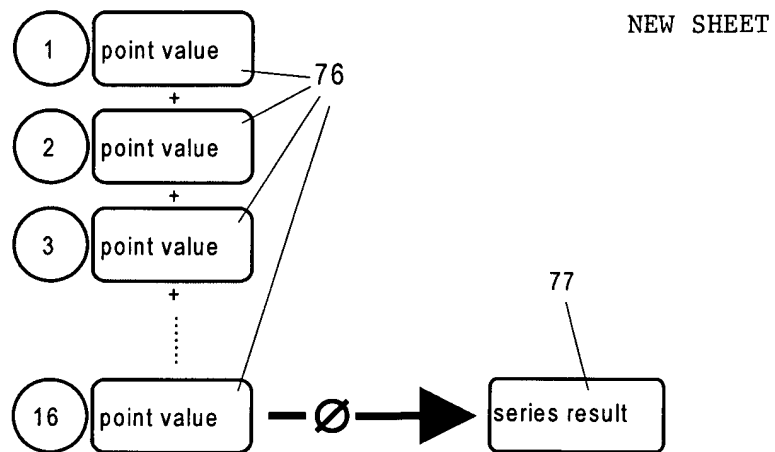 NEW SHEET
1 point value
76
+
2 point value
+
3 point value
+
77
16 point value Ø series result